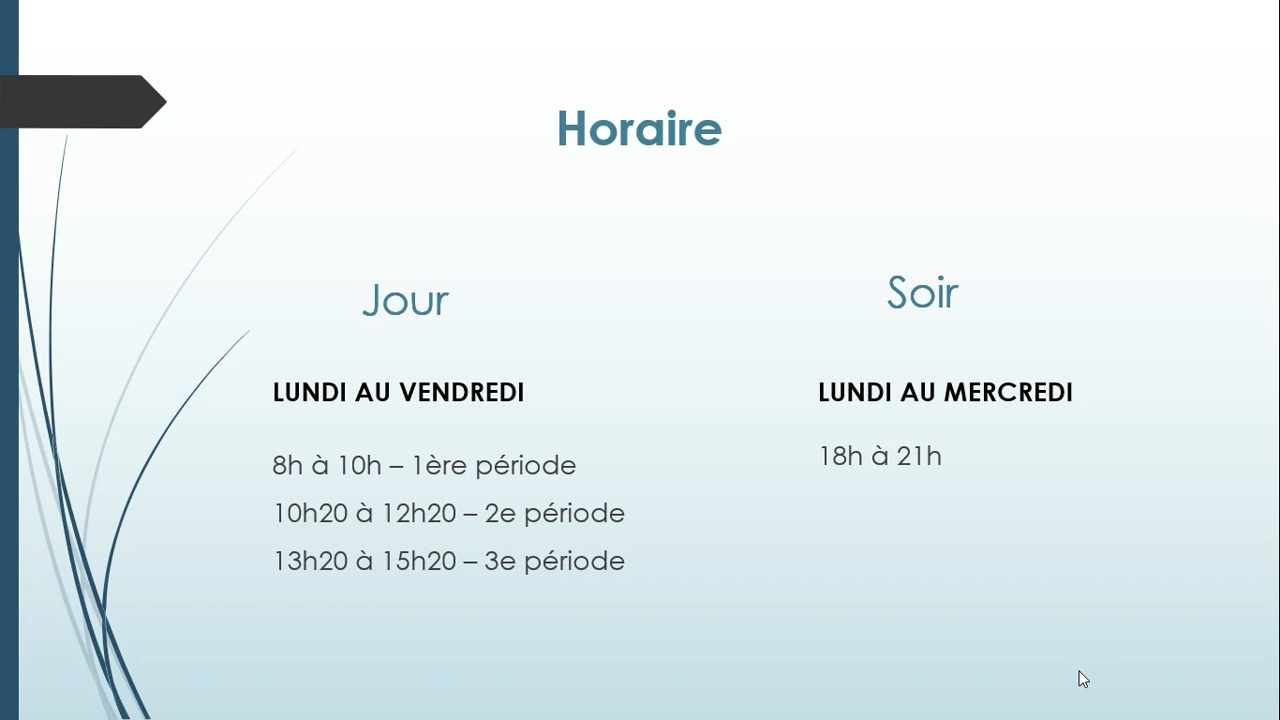 Horaire
Jour
LUNDI AU VENDREDI
8h à 10h – 1ère période
10h20 à 12h20 – 2e période
13h20 à 15h20 – 3e période
Soir
LUNDI AU MERCREDI
18h à 21h